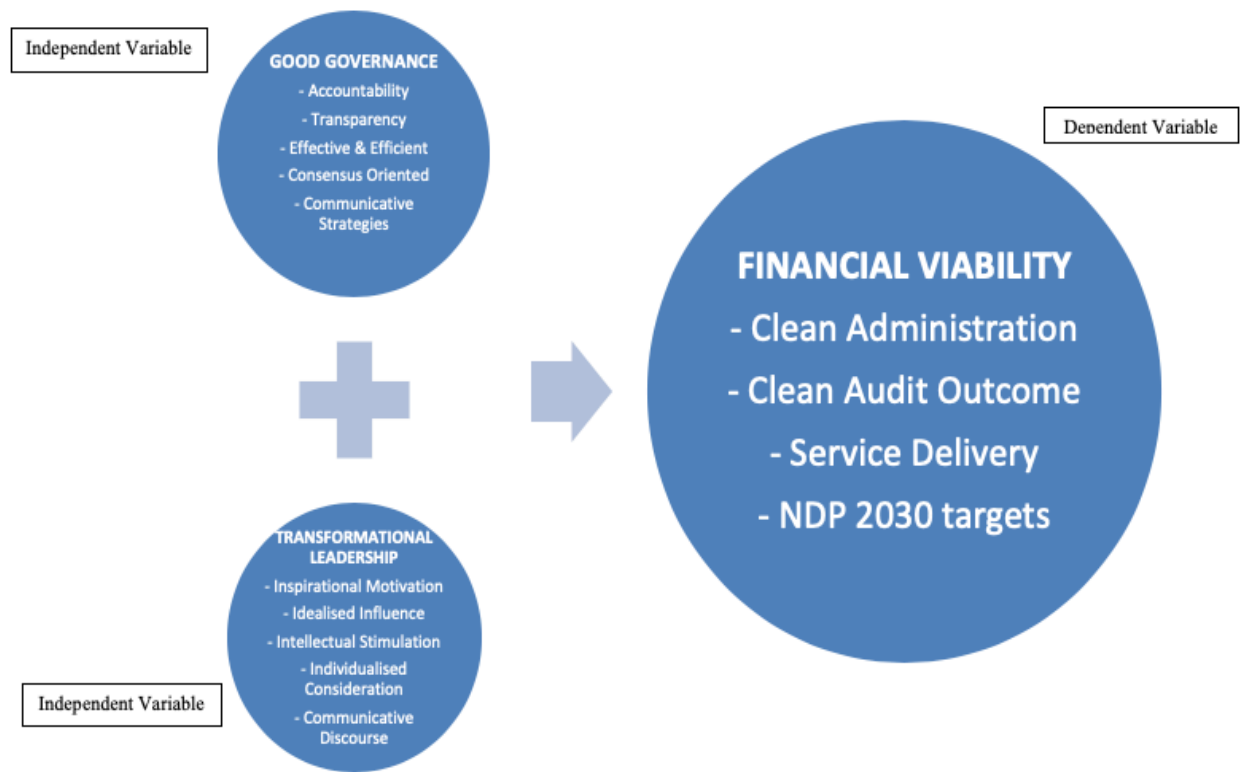 Independent Variable
GOOD GOVERNANCE
- Accountability
- Transparency
- Effective & Efficient
- Consensus Oriented
- Communicative
Strategies
Dependent Variable
FINANCIAL VIABILITY
- Clean Administration
- Clean Audit Outcome
- Service Delivery
- NDP 2030 targets
TRANSFORMATIONAL
LEADERSHIP
- Inspirational Motivation
- Idealised Influence
- Intellectual Stimulation
- Individualised
Consideration
- Communicative
Discourse
Independent Variable